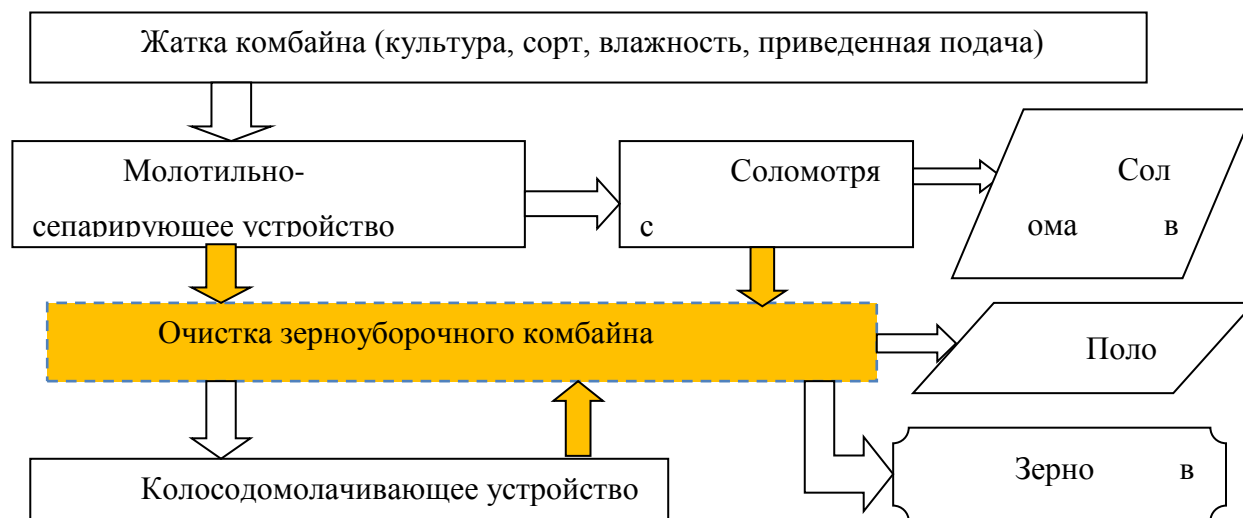 Жатка комбайна (культура, сорт, влажность, приведенная подача)
Молотильно-
сепарирующее устройство
Соломотря
с
Сол
ома в
Очистка зерноуборочного комбайна
Поло
Колосодомолачивающее устройство
Зерно в